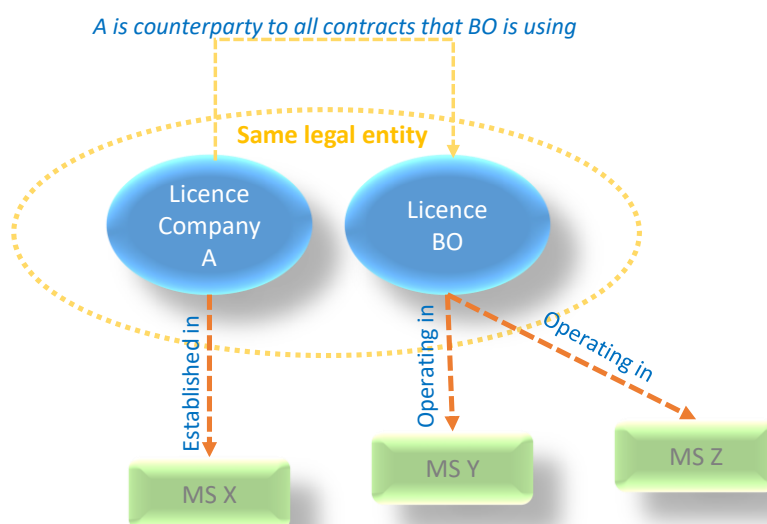 A is counterparty to all contracts that BO is using
Same legal entity
Licence
Company
A
Licence
BO
Established in
Operating in
Operating in
MS X
MS Y
MS Z